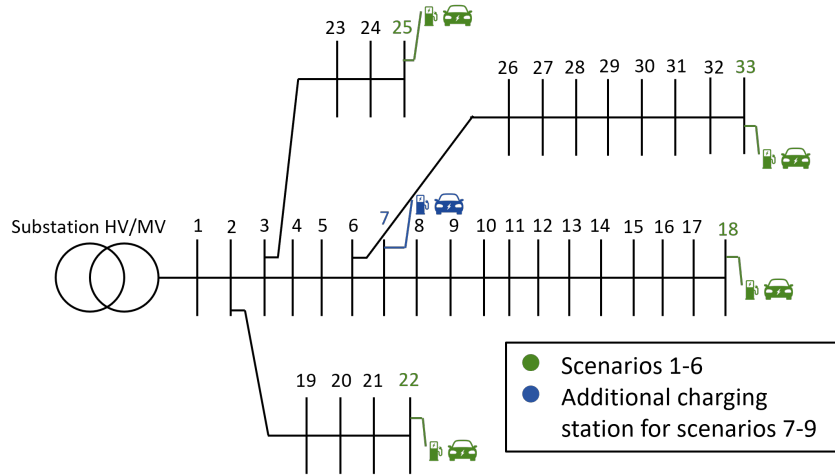 23 24 25
26 27 28 29 30 31 32 33
Substation HV/MV 1 2 3 4 5 6 7 8 9 10 11 12 13 14 15 16 17 18
19 20 21 22
Scenarios 1-6
Additional charging
station for scenarios 7-9